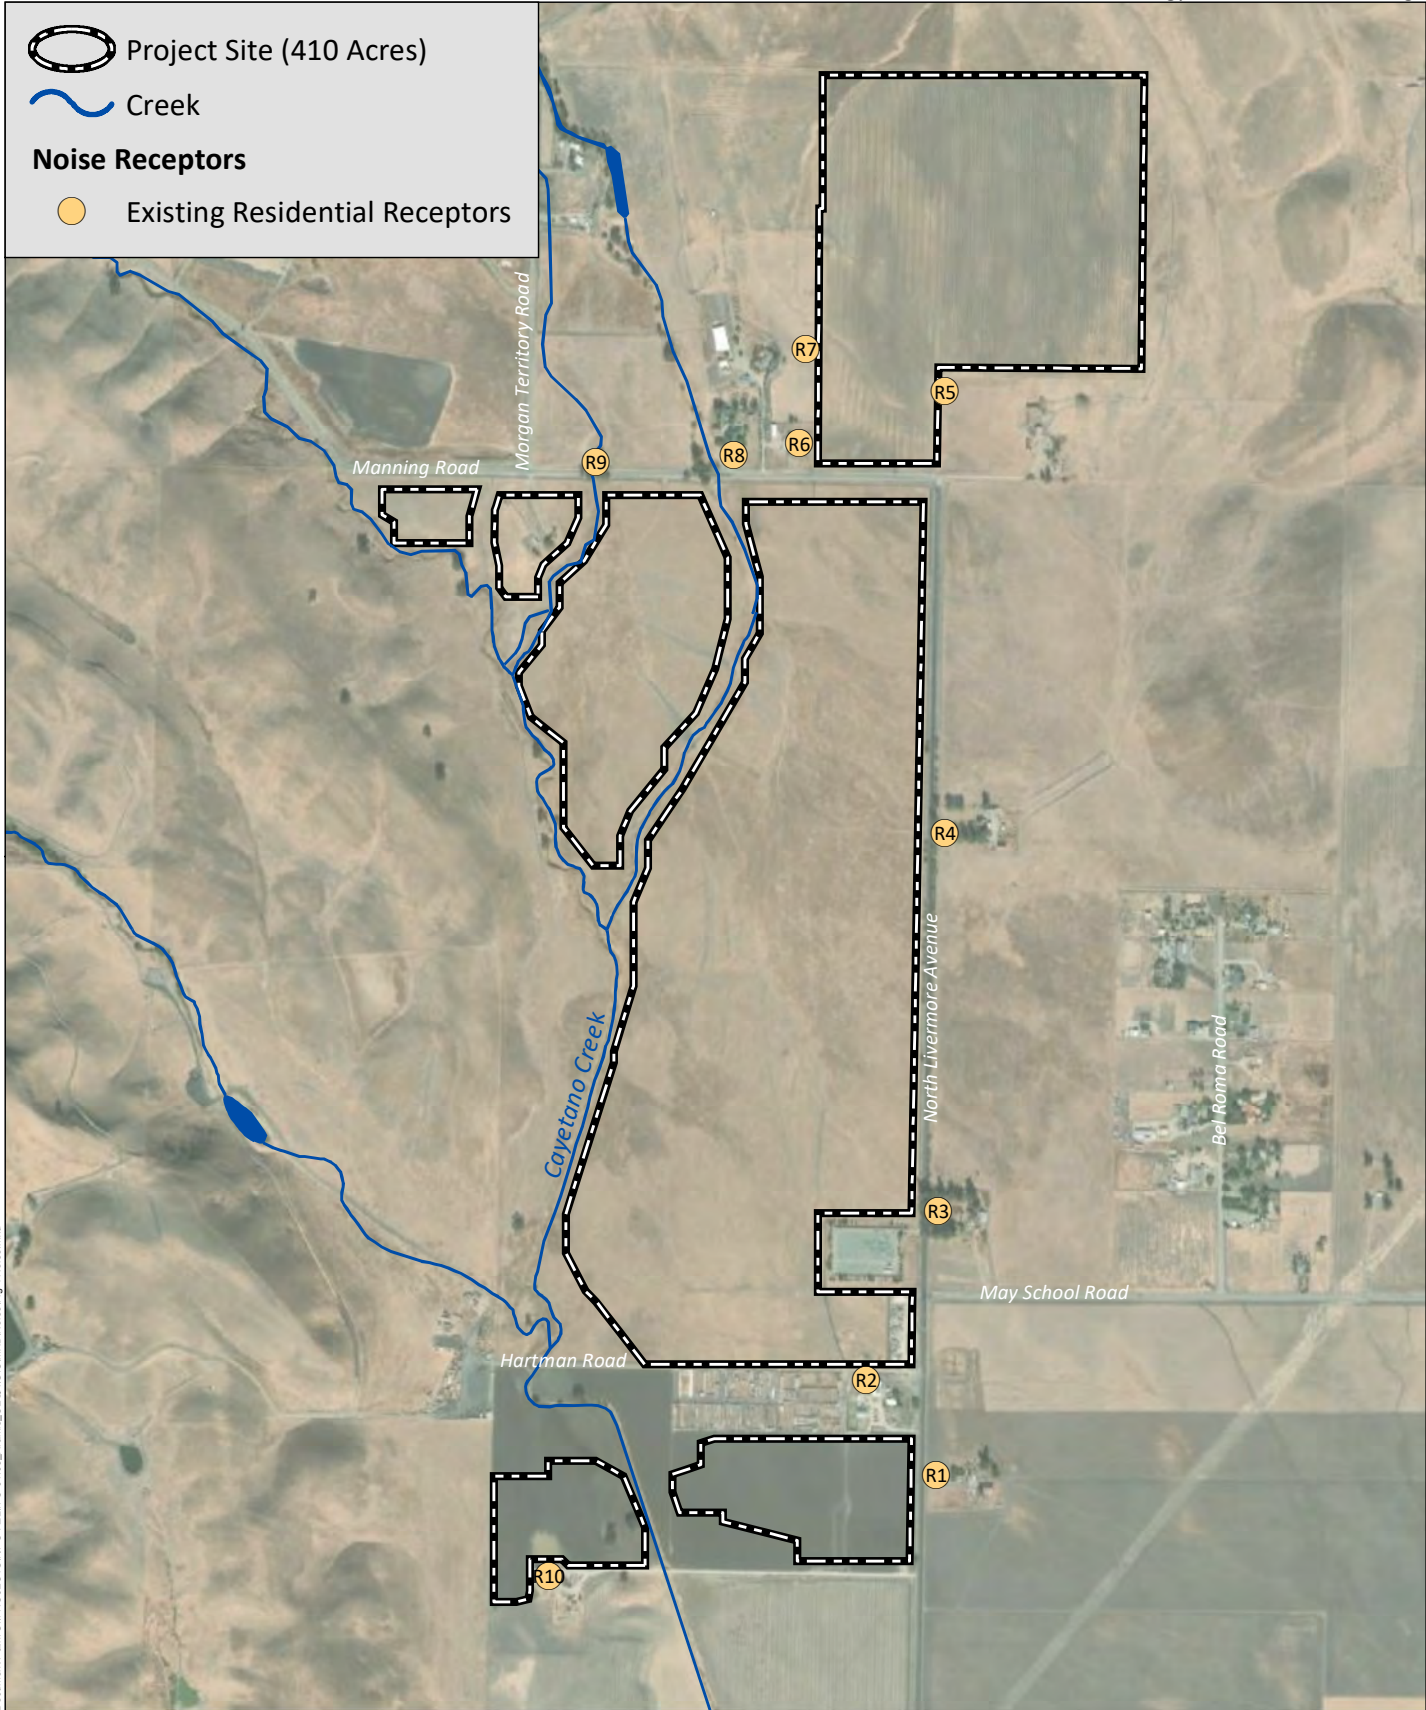 Project Site (410 Acres)
Creek
Noise Receptors
Existing Residential Receptors
Morgan Territory Road
Manning Road
R7
R5
R6
R8
R9
R4
North Livermore Avenue
Cayetano Creek
Bel Roma Road
R3
May School Road
Hartman Road
R2
R1
R10